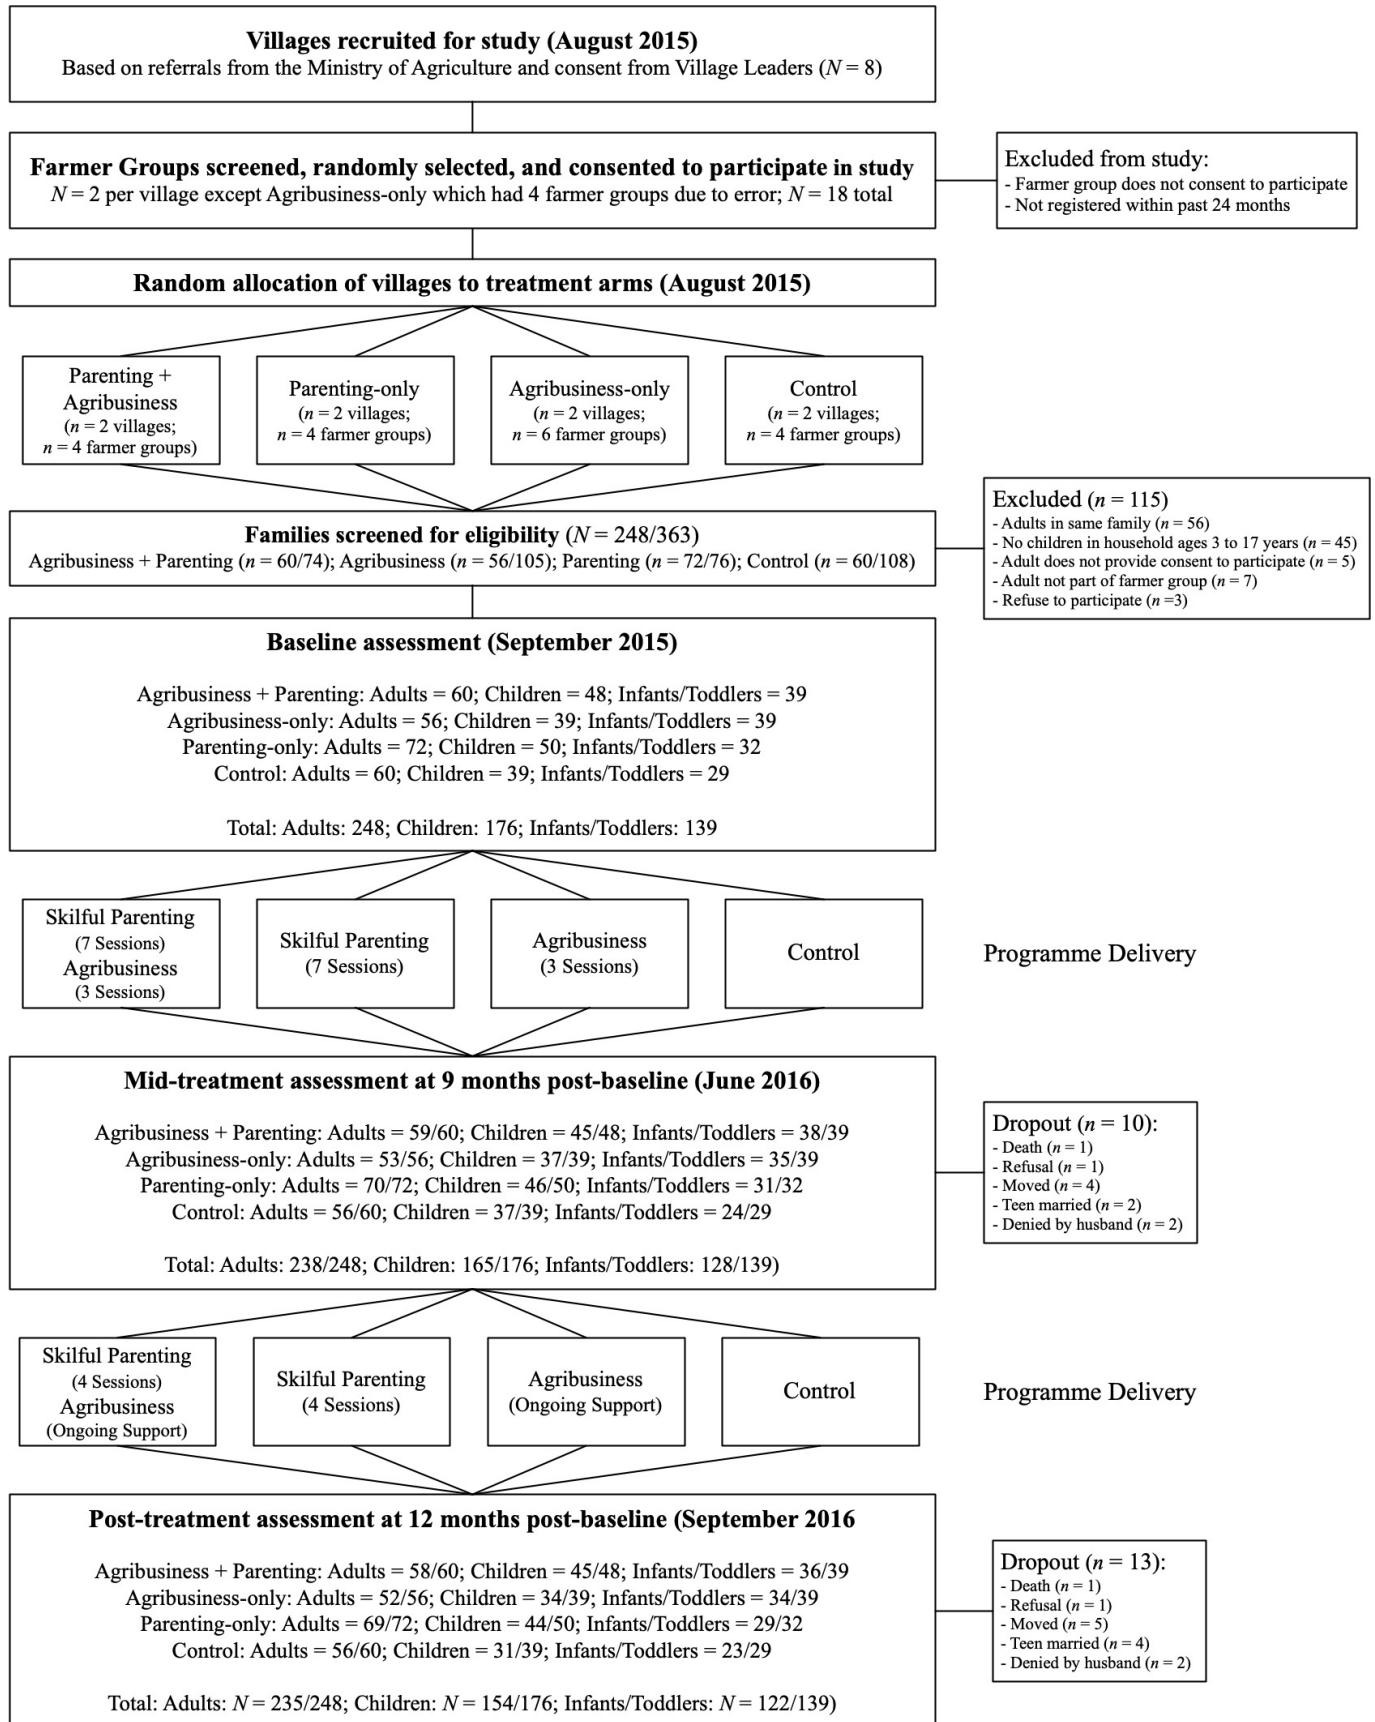 Villages recruited for study (August 2015)
Based on referrals from the Ministry of Agriculture and consent from Village Leaders (N = 8)
Farmer Groups screened, randomly selected, and consented to participate in study
N = 2 per village except Agribusiness-only which had 4 farmer groups due to error; N = 18 total
Excluded from study:
- Farmer group does not consent to participate
- Not registered within past 24 months
Random allocation of villages to treatment arms (August 2015)
Parenting +
Agribusiness
(n = 2 villages;
n = 4 farmer groups)
Parenting-only
(n = 2 villages;
n = 4 farmer groups)
Agribusiness-only
(n = 2 villages;
n = 6 farmer groups)
Control
(n = 2 villages;
n = 4 farmer groups)
Families screened for eligibility (N = 248/363)
Agribusiness + Parenting (n = 60/74); Agribusiness (n = 56/105); Parenting (n = 72/76); Control (n = 60/108)
Excluded (n = 115)
- Adults in same family (n = 56)
- No children in household ages 3 to 17 years (n = 45)
- Adult does not provide consent to participate (n = 5)
- Adult not part of farmer group (n = 7)
- Refuse to participate (n =3)
Baseline assessment (September 2015)
Agribusiness + Parenting: Adults = 60; Children = 48; Infants/Toddlers = 39
Agribusiness-only: Adults = 56; Children = 39; Infants/Toddlers = 39
Parenting-only: Adults = 72; Children = 50; Infants/Toddlers = 32
Control: Adults = 60; Children = 39; Infants/Toddlers = 29
Total: Adults: 248; Children: 176; Infants/Toddlers: 139
Skilful Parenting
(7 Sessions)
Agribusiness
(3 Sessions)
Skilful Parenting
(7 Sessions)
Agribusiness
(3 Sessions)
Control
Programme Delivery
Mid-treatment assessment at 9 months post-baseline (June 2016)
Agribusiness + Parenting: Adults = 59/60; Children = 45/48; Infants/Toddlers = 38/39
Agribusiness-only: Adults = 53/56; Children = 37/39; Infants/Toddlers = 35/39
Parenting-only: Adults = 70/72; Children = 46/50; Infants/Toddlers = 31/32
Control: Adults = 56/60; Children = 37/39; Infants/Toddlers = 24/29
Total: Adults: 238/248; Children: 165/176; Infants/Toddlers: 128/139)
Dropout (n = 10):
- Death (n = 1)
- Refusal (n = 1)
- Moved (n = 4)
- Teen married (n = 2)
- Denied by husband (n = 2)
Skilful Parenting
(4 Sessions)
Agribusiness
(Ongoing Support)
Skilful Parenting
(4 Sessions)
Agribusiness
(Ongoing Support)
Control
Programme Delivery
Post-treatment assessment at 12 months post-baseline (September 2016
Agribusiness + Parenting: Adults = 58/60; Children = 45/48; Infants/Toddlers = 36/39
Agribusiness-only: Adults = 52/56; Children = 34/39; Infants/Toddlers = 34/39
Parenting-only: Adults = 69/72; Children = 44/50; Infants/Toddlers = 29/32
Control: Adults = 56/60; Children = 31/39; Infants/Toddlers = 23/29
Total: Adults: N = 235/248; Children: N = 154/176; Infants/Toddlers: N = 122/139)
Dropout (n = 13):
- Death (n = 1)
- Refusal (n = 1)
- Moved (n = 5)
- Teen married (n = 4)
- Denied by husband (n = 2)